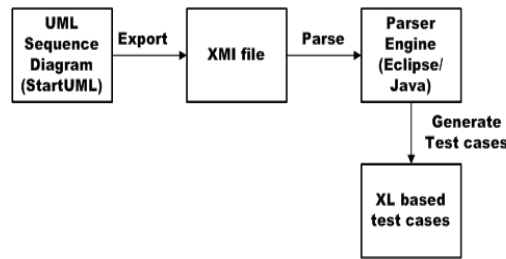 UML
Sequence
Diagram
(StartUML)
Export
XMI file
Parse
Parser
Engine
(Eclipse/
Java)
Generate
Test cases
XL based
test cases